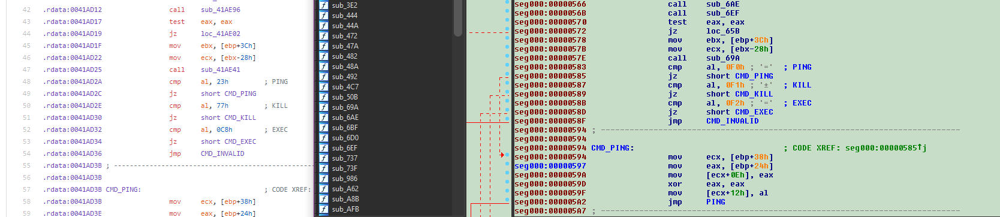 42 .rdata:0041AD12 call sub_41AE96
43 .rdata:0041AD17 test eax, eax
44 .rdata:0041AD19 jz loc_41AE02
45 .rdata:0041AD1F mov ebx, [ebp+3Ch]
46 .rdata:0041AD22 mov ecx, [ebx-28h]
47 .rdata:0041AD25 call sub_41AE41
48 .rdata:0041AD2A cmp al, 23h ; PING
49 .rdata:0041AD2C jz short CMD_PING
50 .rdata:0041AD2E cmp al, 77h ; KILL
51 .rdata:0041AD30 jz short CMD_KILL
52 .rdata:0041AD32 cmp al, 0C8h ; EXEC
53 .rdata:0041AD34 jz short CMD_EXEC
54 .rdata:0041AD36 jmp CMD_INVALID
55 .rdata:0041AD3B ; ----------------------------------------
56 .rdata:0041AD3B
57 .rdata:0041AD3B CMD_PING: ; CODE XREF:
58 .rdata:0041AD3B mov ecx, [ebp+38h]
59 .rdata:0041AD3E mov eax, [ebp+24h]
f sub_3E2
f sub_444
f sub_44A
f sub_472
f sub_47A
f sub_482
f sub_48A
f sub_492
f sub_4C7
f sub_50B
f sub_69A
f sub_6AE
f sub_6BF
f sub_6D0
f sub_6EF
f sub_737
f sub_73F
f sub_986
f sub_A62
f sub_A8B
f sub_AFB
seg000:00000566 call sub_6AE
seg000:0000056B call sub_6EF
seg000:00000570 test eax, eax
seg000:00000572 jz loc_65B
seg000:00000578 mov ebx, [ebp+3Ch]
seg000:0000057B mov ecx, [ebx-28h]
seg000:0000057E call sub_69A
seg000:00000583 cmp al, 0F0h ; '=' ; PING
seg000:00000585 jz short CMD_PING
seg000:00000587 cmp al, 0F1h ; '±' ; KILL
seg000:00000589 jz short CMD_KILL
seg000:0000058B cmp al, 0F2h ; '=' ; EXEC
seg000:0000058D jz short CMD_EXEC
seg000:0000058F jmp CMD_INVALID
seg000:00000594 ; ---------------------------------------------------------------------------
seg000:00000594
seg000:00000594 CMD_PING: ; CODE XREF: seg000:00000585↑j
seg000:00000594 mov ecx, [ebp+38h]
seg000:00000597 mov eax, [ebp+24h]
seg000:0000059A mov [ecx+0Eh], eax
seg000:0000059D xor eax, eax
seg000:0000059F mov [ecx+12h], al
seg000:000005A2 jmp PING
seg000:000005A7 ; ---------------------------------------------------------------------------